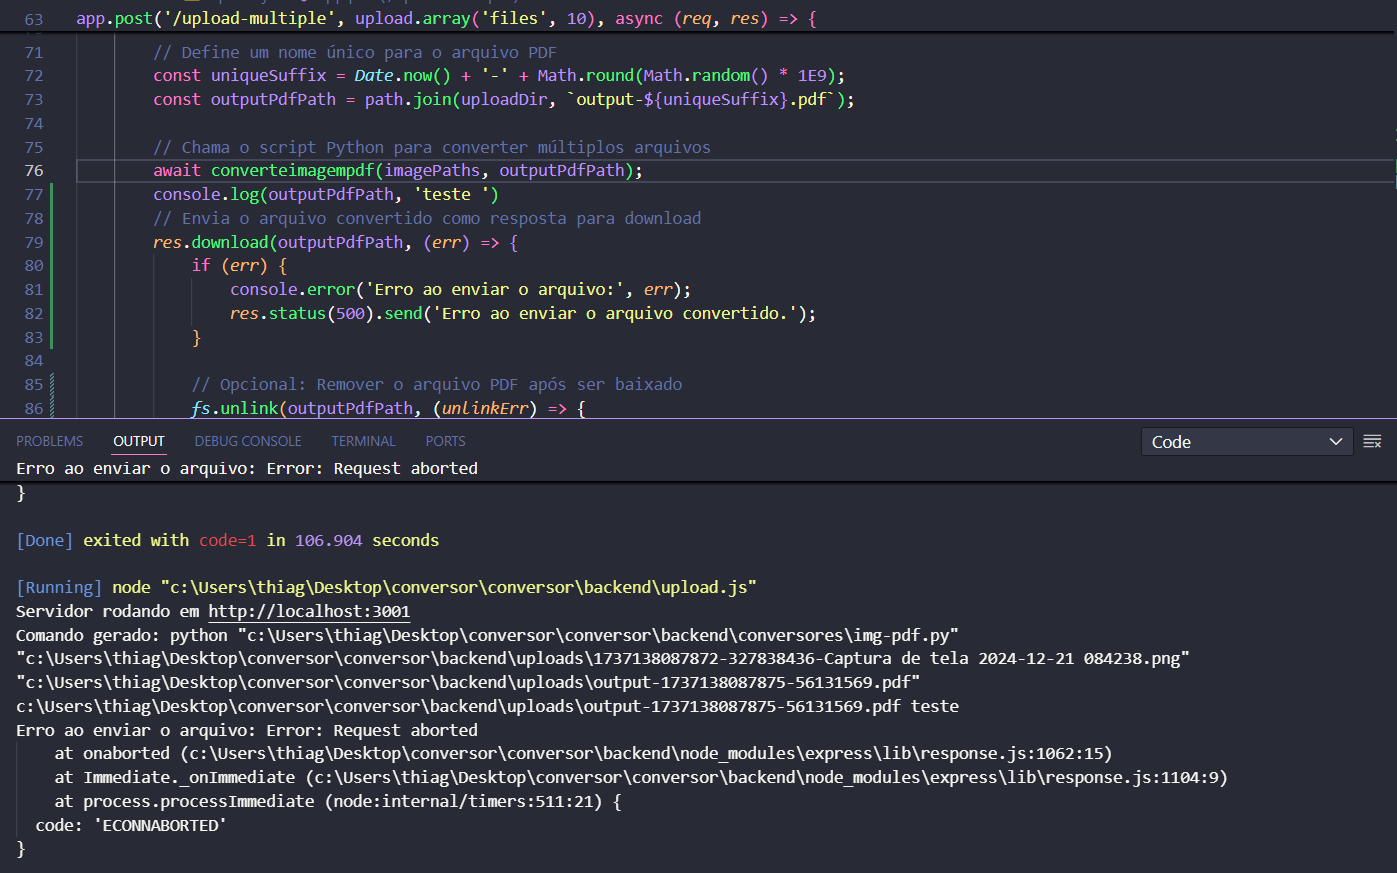 63 app.post('/upload-multiple', upload.array('files', 10), async (req, res) => {
71 // Define um nome único para o arquivo PDF
72 const uniqueSuffix = Date.now() + '-' + Math.round(Math.random() * 1E9);
73 const outputPdfPath = path.join(uploadDir, `output-${uniqueSuffix}.pdf`);
74
75 // Chama o script Python para converter múltiplos arquivos
76 await converteimagempdf(imagePaths, outputPdfPath);
77 console.log(outputPdfPath, 'teste ')
78 // Envia o arquivo convertido como resposta para download
79 res.download(outputPdfPath, (err) => {
80 if (err) {
81 console.error('Erro ao enviar o arquivo:', err);
82 res.status(500).send('Erro ao enviar o arquivo convertido.');
83 }
84
85 // Opcional: Remover o arquivo PDF após ser baixado
86 fs.unlink(outputPdfPath, (unlinkErr) => {
PROBLEMS OUTPUT DEBUG CONSOLE TERMINAL PORTS Code
Erro ao enviar o arquivo: Error: Request aborted
}
[Done] exited with code=1 in 106.904 seconds
[Running] node "c:\Users\thiag\Desktop\conversor\conversor\backend\upload.js"
Servidor rodando em http://localhost:3001
Comando gerado: python "c:\Users\thiag\Desktop\conversor\conversor\backend\conversores\img-pdf.py"
"c:\Users\thiag\Desktop\conversor\conversor\backend\uploads\1737138087872-327838436-Captura de tela 2024-12-21 084238.png"
"c:\Users\thiag\Desktop\conversor\conversor\backend\uploads\output-1737138087875-56131569.pdf"
c:\Users\thiag\Desktop\conversor\conversor\backend\uploads\output-1737138087875-56131569.pdf teste
Erro ao enviar o arquivo: Error: Request aborted
at onaborted (c:\Users\thiag\Desktop\conversor\conversor\backend\node_modules\express\lib\response.js:1062:15)
at Immediate._onImmediate (c:\Users\thiag\Desktop\conversor\conversor\backend\node_modules\express\lib\response.js:1104:9)
at process.processImmediate (node:internal/timers:511:21) {
code: 'ECONNABORTED'
}